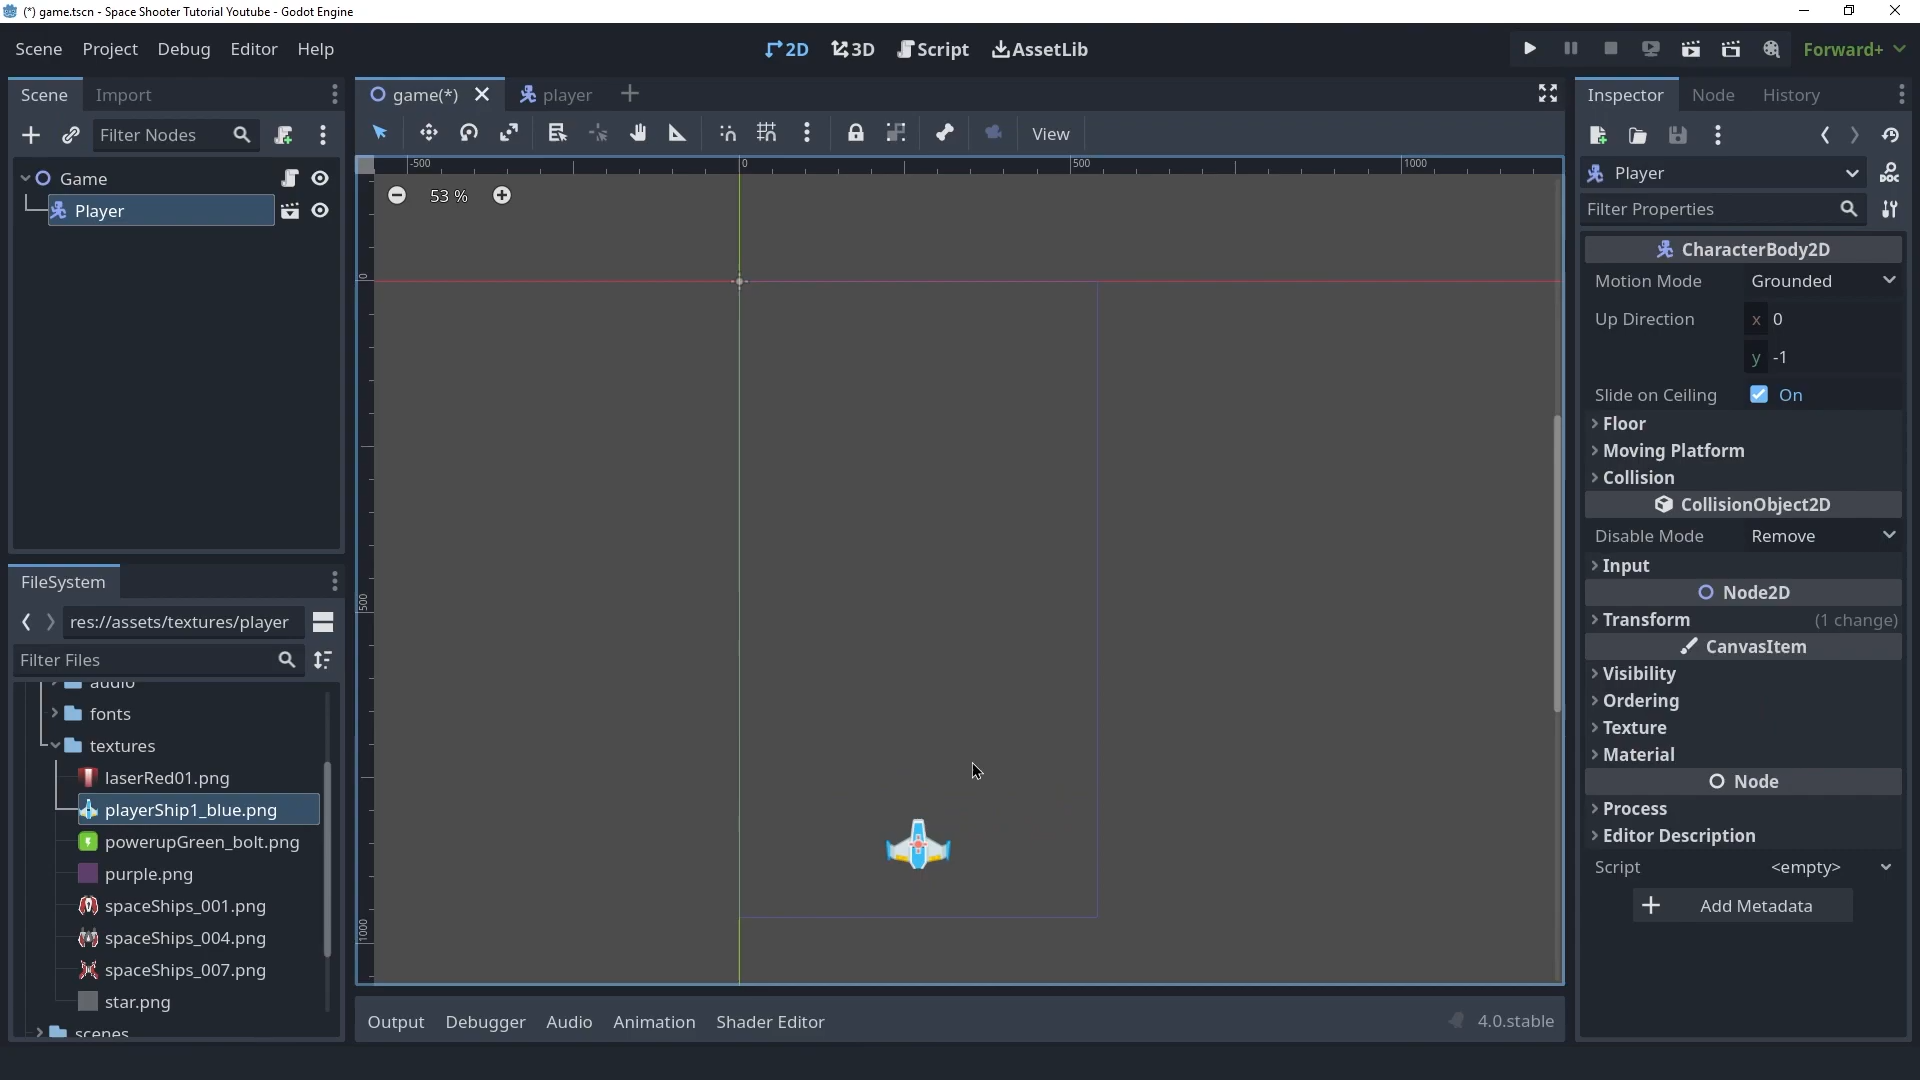 (*) game.tscn - Space Shooter Tutorial Youtube - Godot Engine
Scene Project Debug Editor Help
2D 3D Script AssetLib
Forward+
Scene Import
game(*) player
Inspector Node History
Filter Nodes
View
-500 0 500 1000
Game
Player
53 %
0
500
1000
FileSystem
res://assets/textures/player
Filter Files
audio
fonts
textures
laserRed01.png
playerShip1_blue.png
powerupGreen_bolt.png
purple.png
spaceShips_001.png
spaceShips_004.png
spaceShips_007.png
star.png
scenes
Output Debugger Audio Animation Shader Editor
4.0.stable
Player
DOC
Filter Properties
CharacterBody2D
Motion Mode Grounded
Up Direction x 0
y -1
Slide on Ceiling On
Floor
Moving Platform
Collision
CollisionObject2D
Disable Mode Remove
Input
Node2D
Transform (1 change)
CanvasItem
Visibility
Ordering
Texture
Material
Node
Process
Editor Description
Script <empty>
Add Metadata